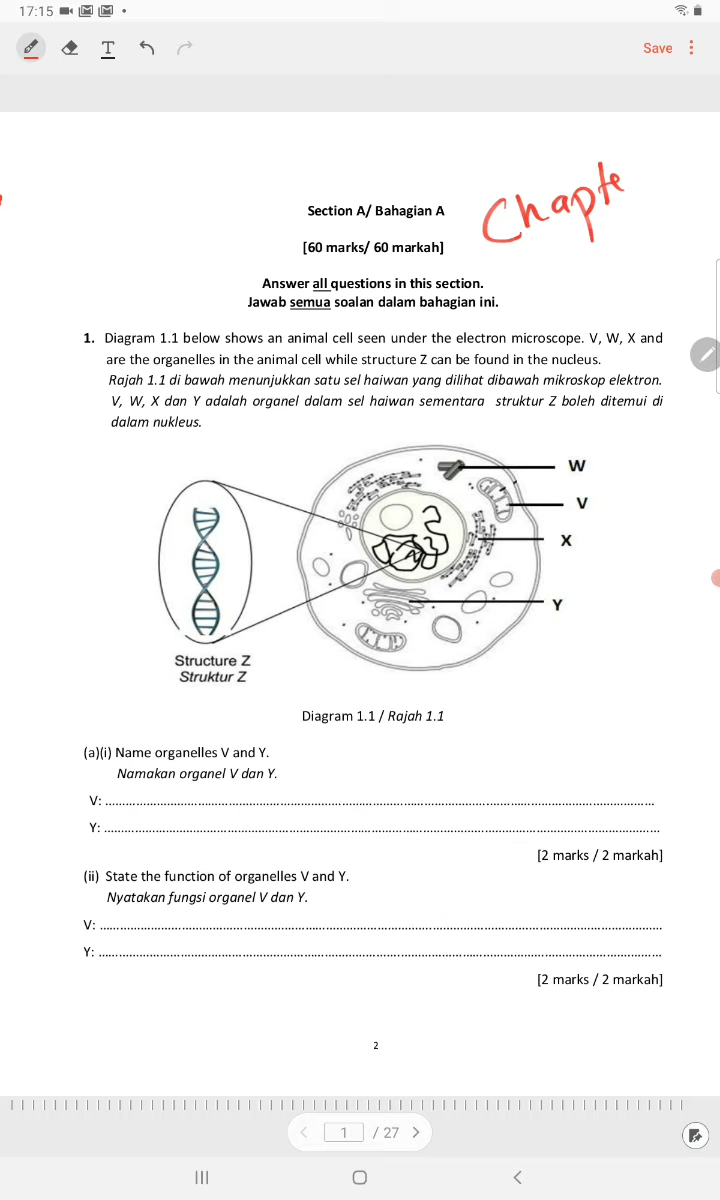 17:15
T
Save
Chapte
Section A/ Bahagian A
[60 marks/ 60 markah]
Answer all questions in this section.
Jawab semua soalan dalam bahagian ini.
1. Diagram 1.1 below shows an animal cell seen under the electron microscope. V, W, X and
are the organelles in the animal cell while structure Z can be found in the nucleus.
Rajah 1.1 di bawah menunjukkan satu sel haiwan yang dilihat dibawah mikroskop elektron.
V, W, X dan Y adalah organel dalam sel haiwan sementara struktur Z boleh ditemui di
dalam nukleus.
W
V
X
Y
Structure Z
Struktur Z
Diagram 1.1 / Rajah 1.1
(a)(i) Name organelles V and Y.
Namakan organel V dan Y.
V: ................................................................
Y: ................................................................
[2 marks / 2 markah]
(ii) State the function of organelles V and Y.
Nyatakan fungsi organel V dan Y.
V: ................................................................
Y: ................................................................
[2 marks / 2 markah]
2
1 / 27